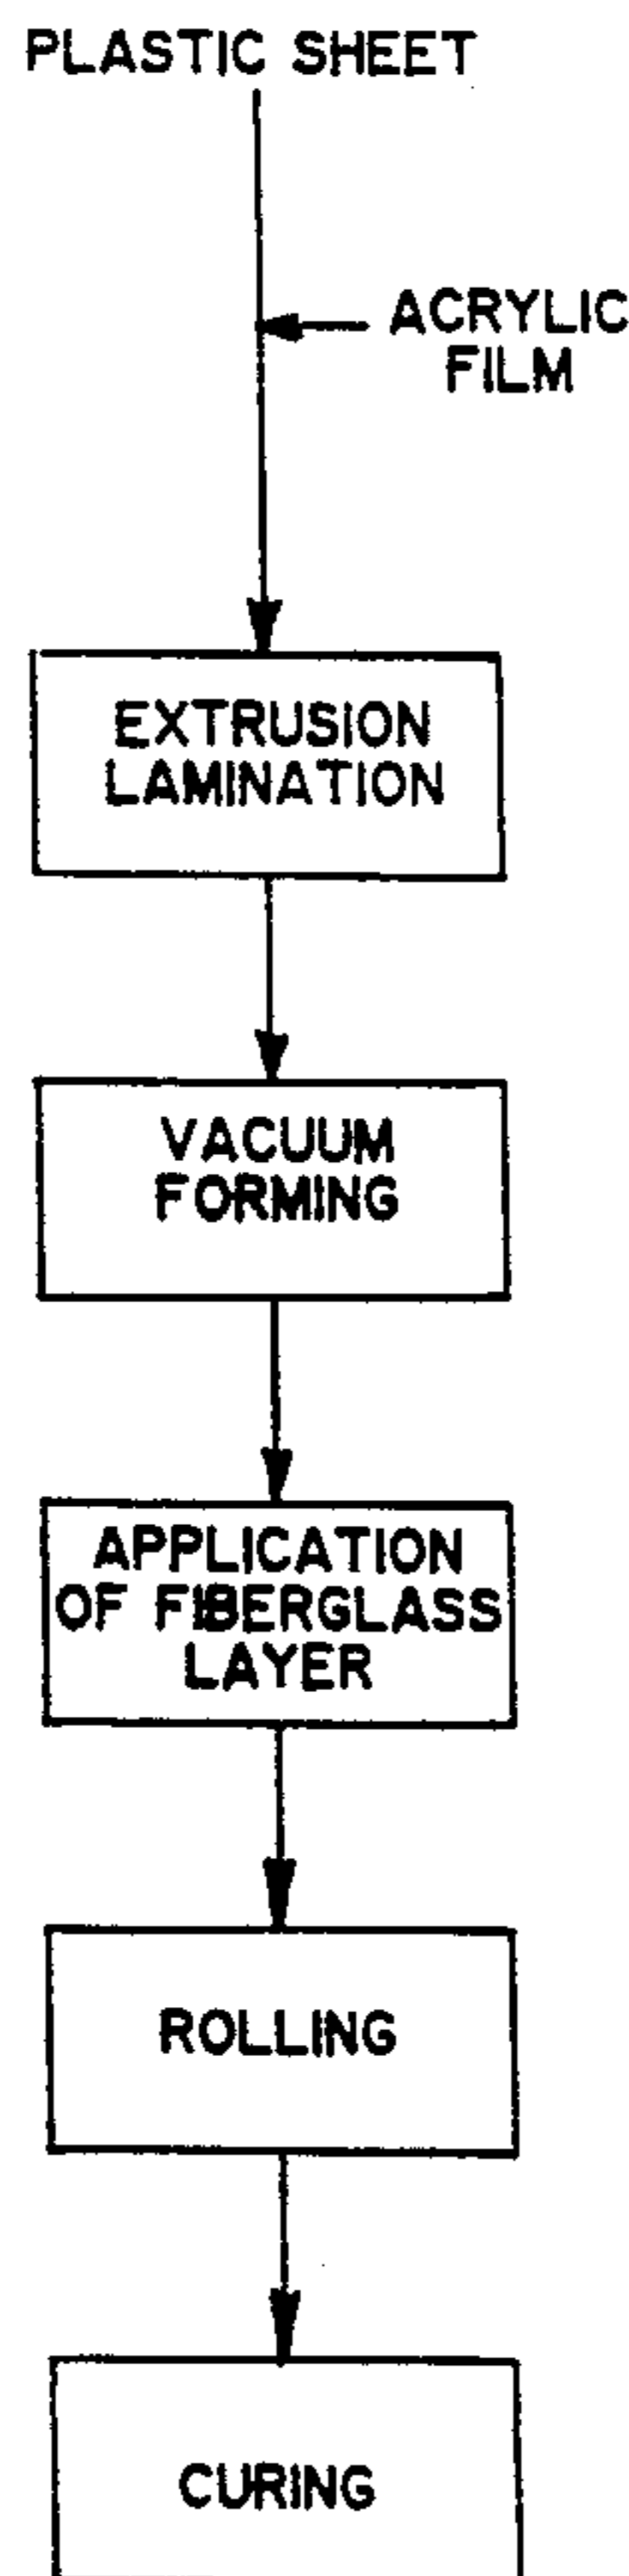 PLASTIC SHEET
ACRYLIC
FILM
EXTRUSION
LAMINATION
VACUUM
FORMING
APPLICATION
OF FIBERGLASS
LAYER
ROLLING
CURING